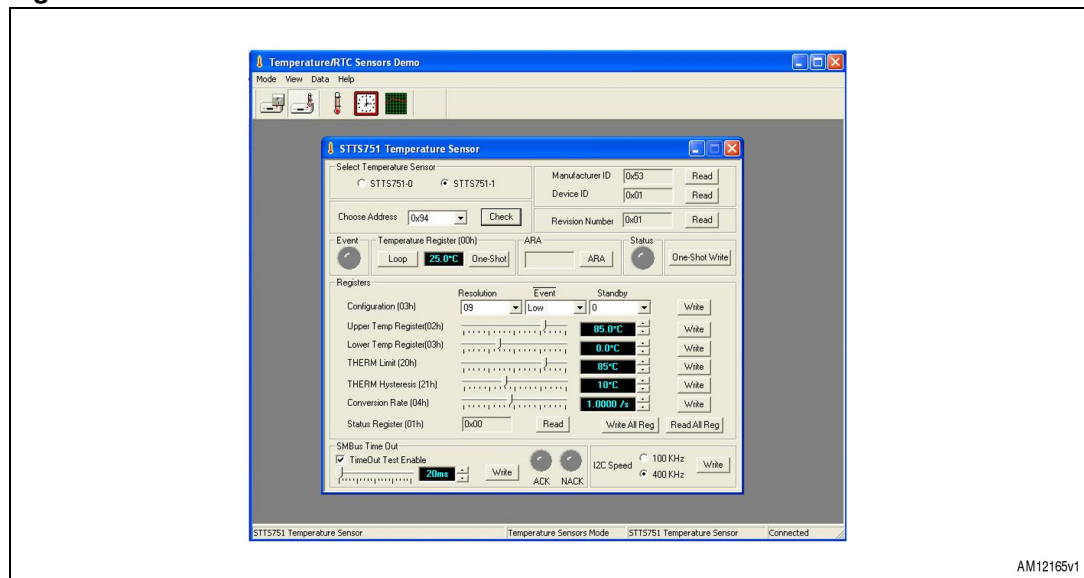 Temperature/RTC Sensors Demo
Mode View Data Help
STTS751 Temperature Sensor
Select Temperature Sensor
STTS751-0 STTS751-1
Manufacturer ID 0x53 Read
Device ID 0x01 Read
Choose Address 0x94 Check
Revision Number 0x01 Read
Event Temperature Register (00h) ARA Status
Loop 25.0°C One-Shot ARA One-Shot Write
Registers
Resolution Event Standby
Configuration (03h) 09 Low 0 Write
Upper Temp Register(02h) 85.0°C Write
Lower Temp Register(03h) 0.0°C Write
THERM Limit (20h) 85°C Write
THERM Hysteresis (21h) 10°C Write
Conversion Rate (04h) 1.0000 /s Write
Status Register (01h) 0x00 Read Write All Reg Read All Reg
SMBus Time Out
TimeOut Test Enable
20ms Write
ACK NACK
I2C Speed 100 KHz
400 KHz
Write
STTS751 Temperature Sensor Temperature Sensors Mode STTS751 Temperature Sensor Connected
AM12165v1